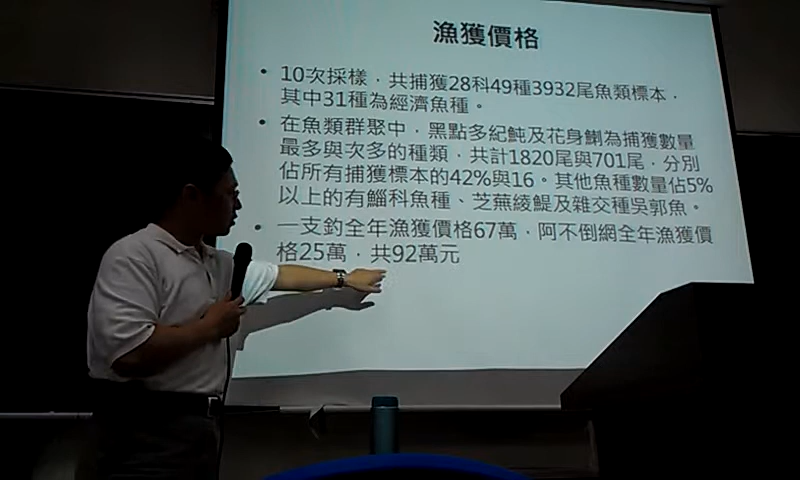 漁獲價格
• 10次採樣，共捕獲28科49種3932尾魚類標本，
其中31種為經濟魚種。
• 在魚類群聚中，黑點多紀魨及花身鯻為捕獲數量
最多與次多的種類，共計1820尾與701尾，分別
佔所有捕獲標本的42%與16。其他魚種數量佔5%
以上的有鯔科魚種、芝蕪綾鯷及雜交種吳郭魚。
• 一支釣全年漁獲價格67萬，阿不倒網全年漁獲價
格25萬，共92萬元